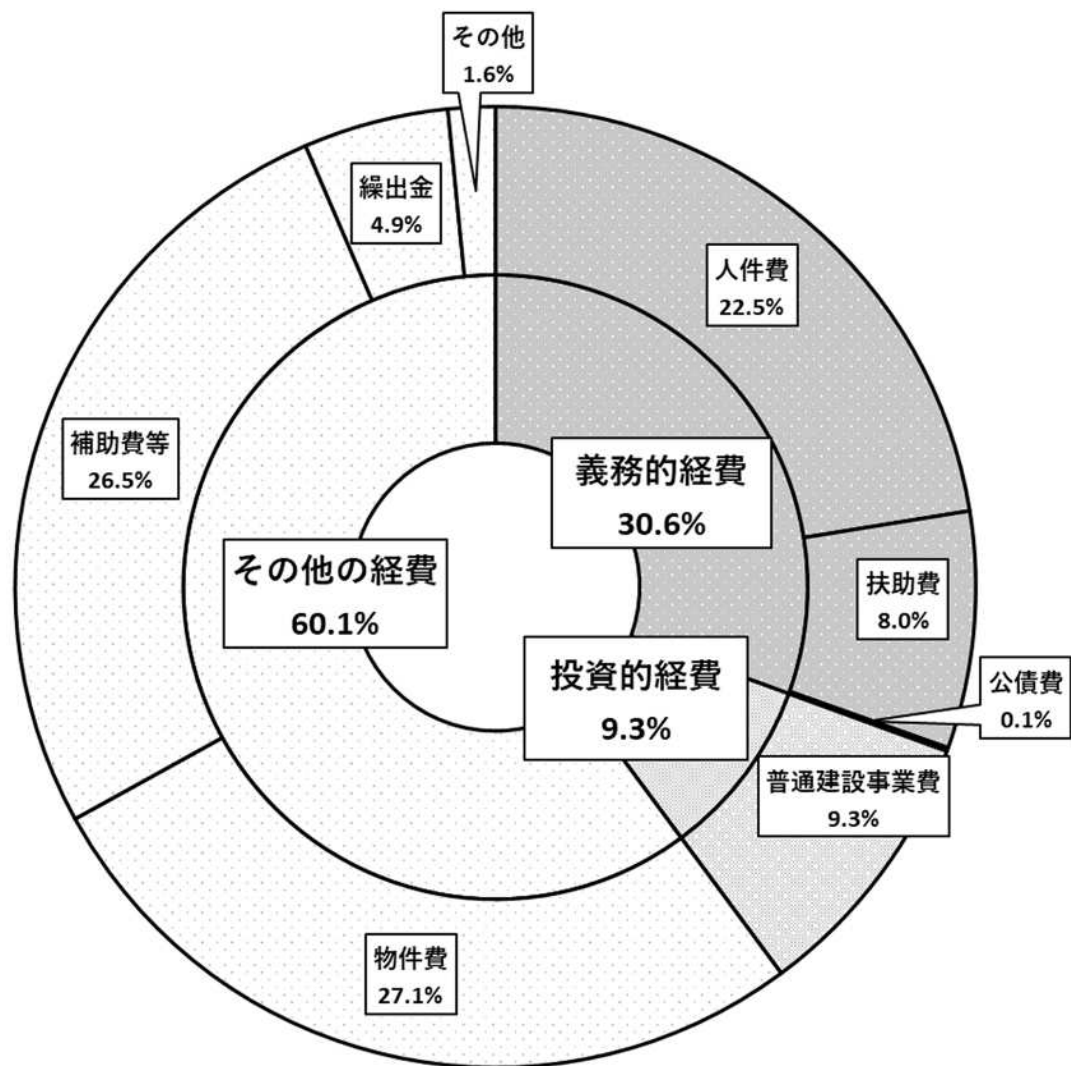 その他
1.6%
繰出金
4.9%
人件費
22.5%
補助費等
26.5%
義務的経費
30.6%
その他の経費
60.1%
扶助費
8.0%
投資的経費
9.3%
公債費
0.1%
普通建設事業費
9.3%
物件費
27.1%